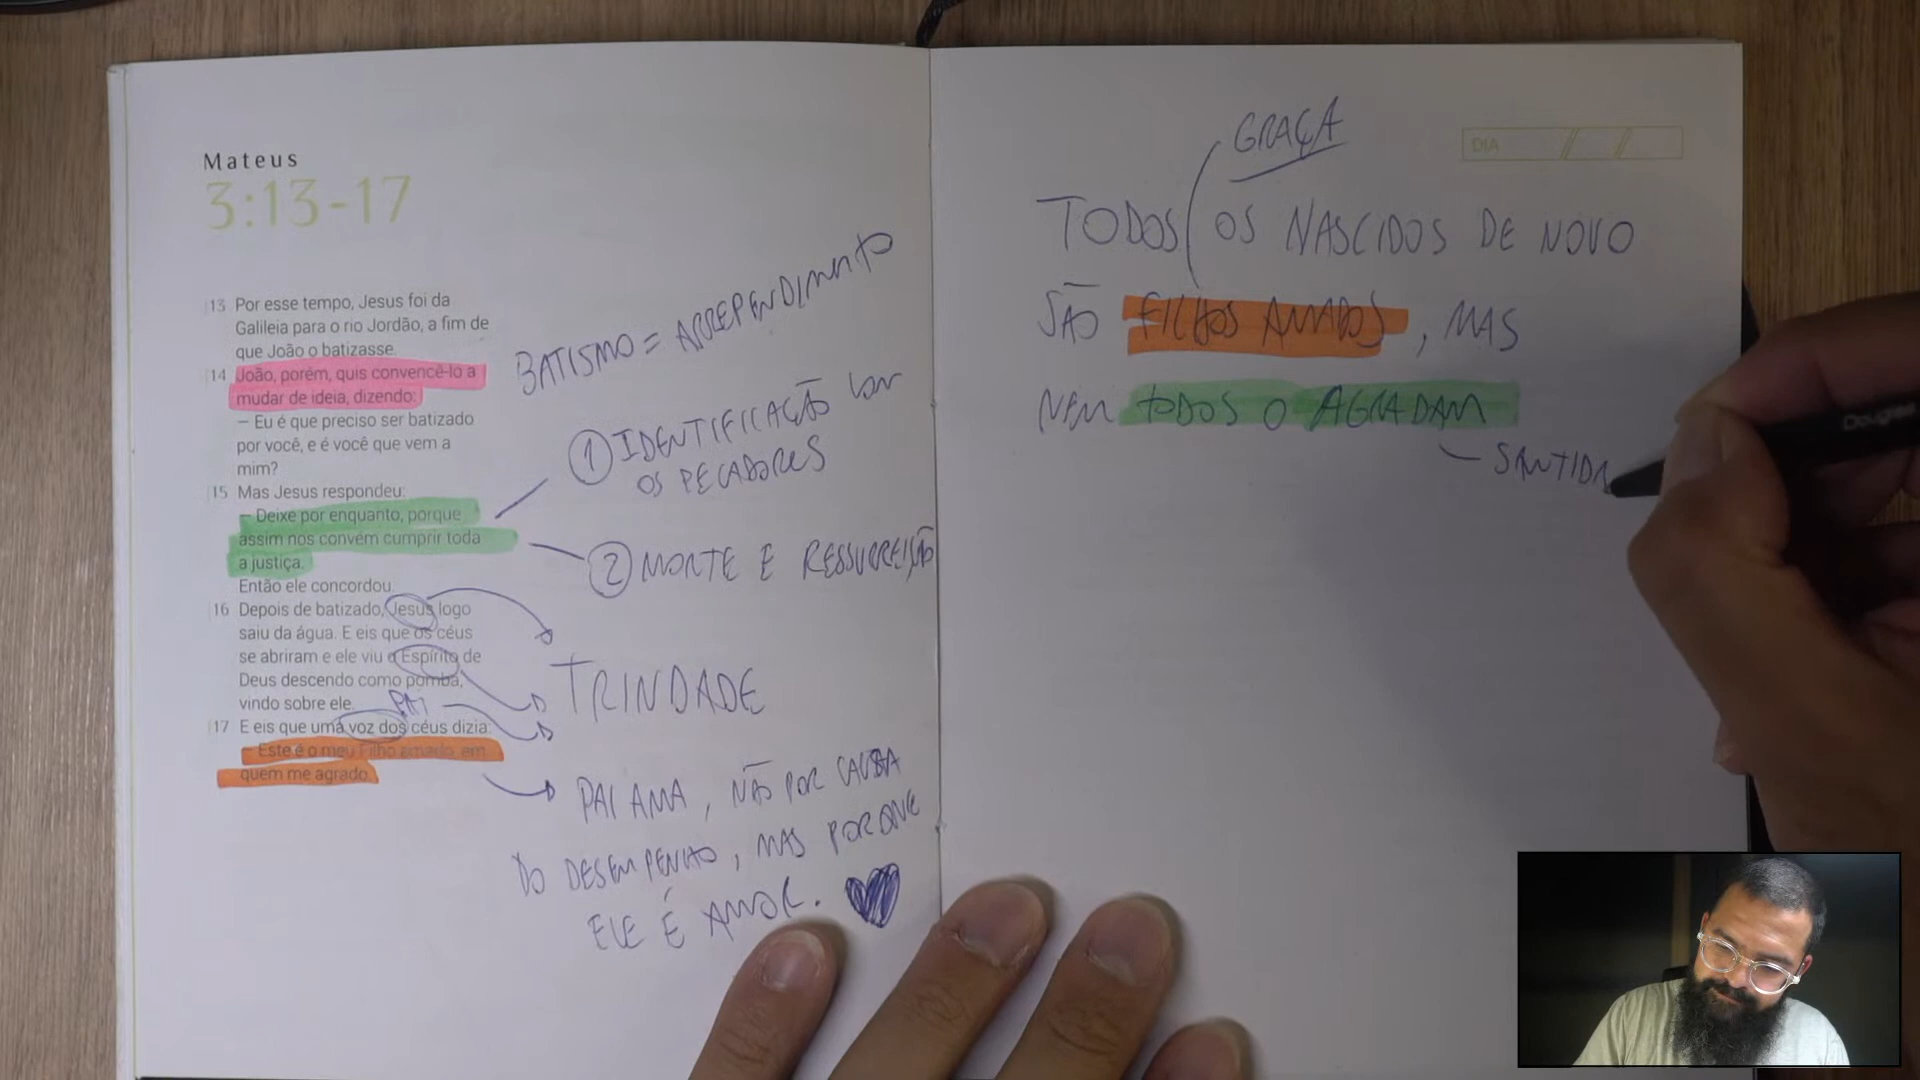 Mateus
3:13-17
13 Por esse tempo, Jesus foi da
Galileia para o rio Jordão, a fim de
que João o batizasse.
14 João, porém, quis convencê-lo a
mudar de ideia, dizendo:
— Eu é que preciso ser batizado
por você, e é você que vem a
mim?
15 Mas Jesus respondeu:
— Deixe por enquanto, porque
assim nos convém cumprir toda
a justiça.
Então ele concordou.
16 Depois de batizado, Jesus logo
saiu da água. E eis que os céus
se abriram e ele viu o Espírito de
Deus descendo como pomba,
vindo sobre ele.
PAI
17 E eis que uma voz dos céus dizia:
— Este é o meu Filho amado, em
quem me agrado.
BATISMO = ARREPENDIMENTO
1 IDENTIFICAÇÃO COM
OS PECADORES
2 MORTE E RESSURREIÇÃO
TRINDADE
PAI AMA, NÃO POR CAUSA
DO DESEMPENHO, MAS PORQUE
ELE É AMOR.
DIA
GRAÇA
TODOS OS NASCIDOS DE NOVO
SÃO FILHOS AMADOS, MAS
NEM TODOS O AGRADAM
SANTIDA
Douglas